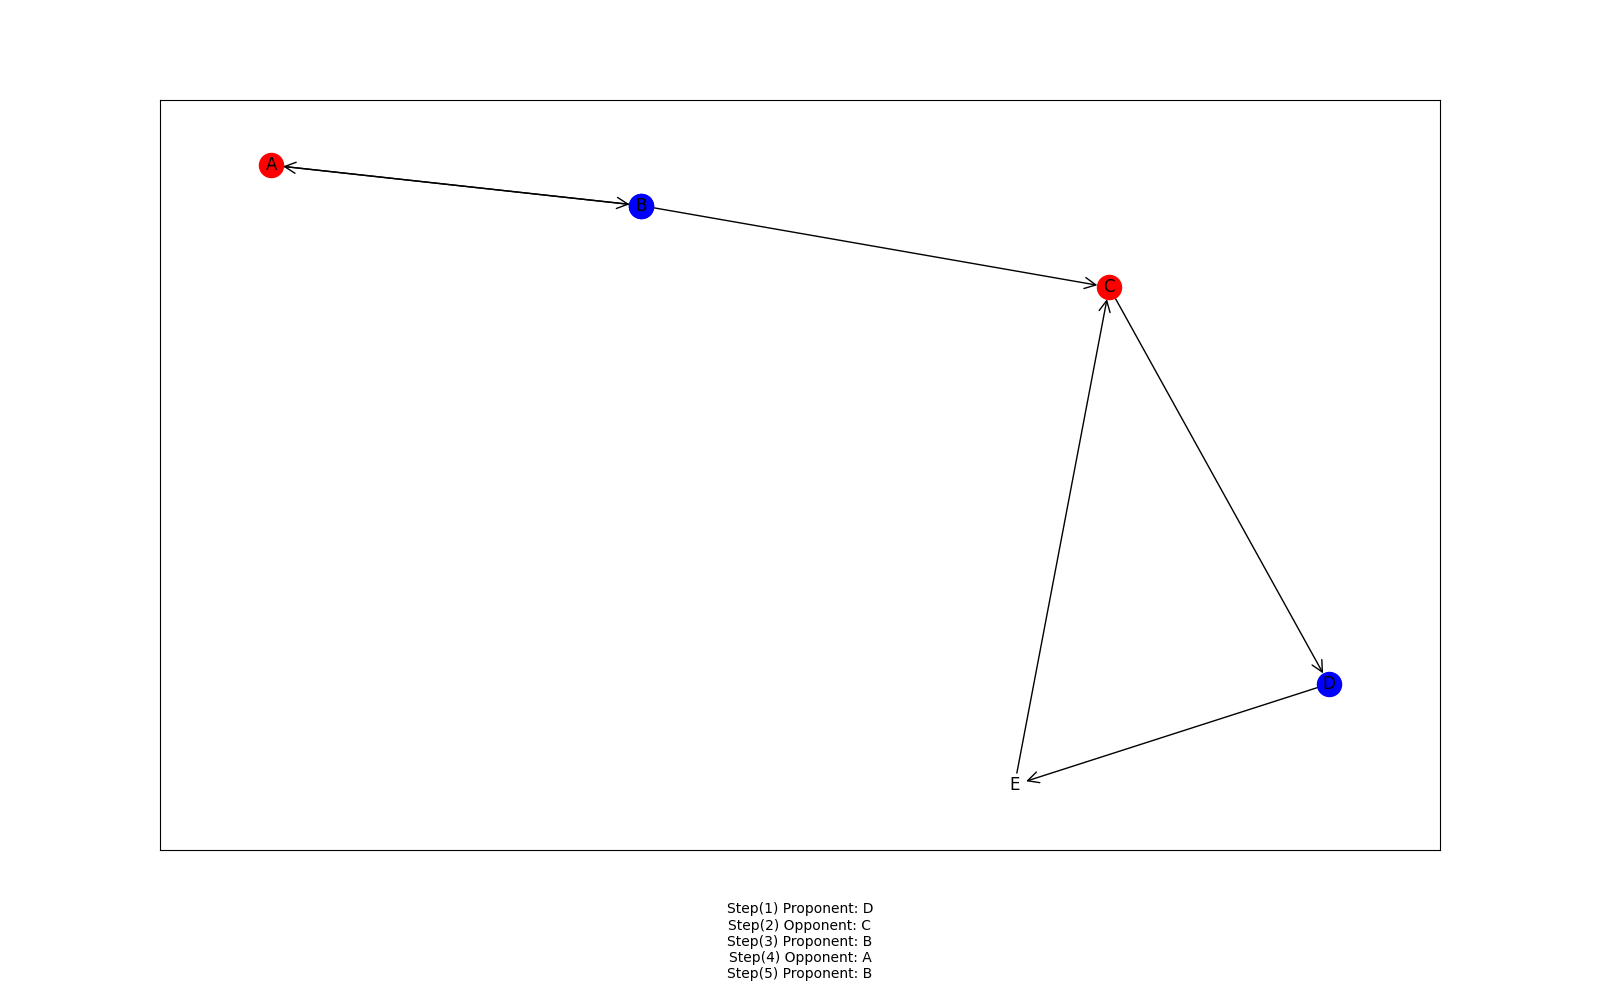 A
B
C
D
E
Step(1) Proponent: D
Step(2) Opponent: C
Step(3) Proponent: B
Step(4) Opponent: A
Step(5) Proponent: B